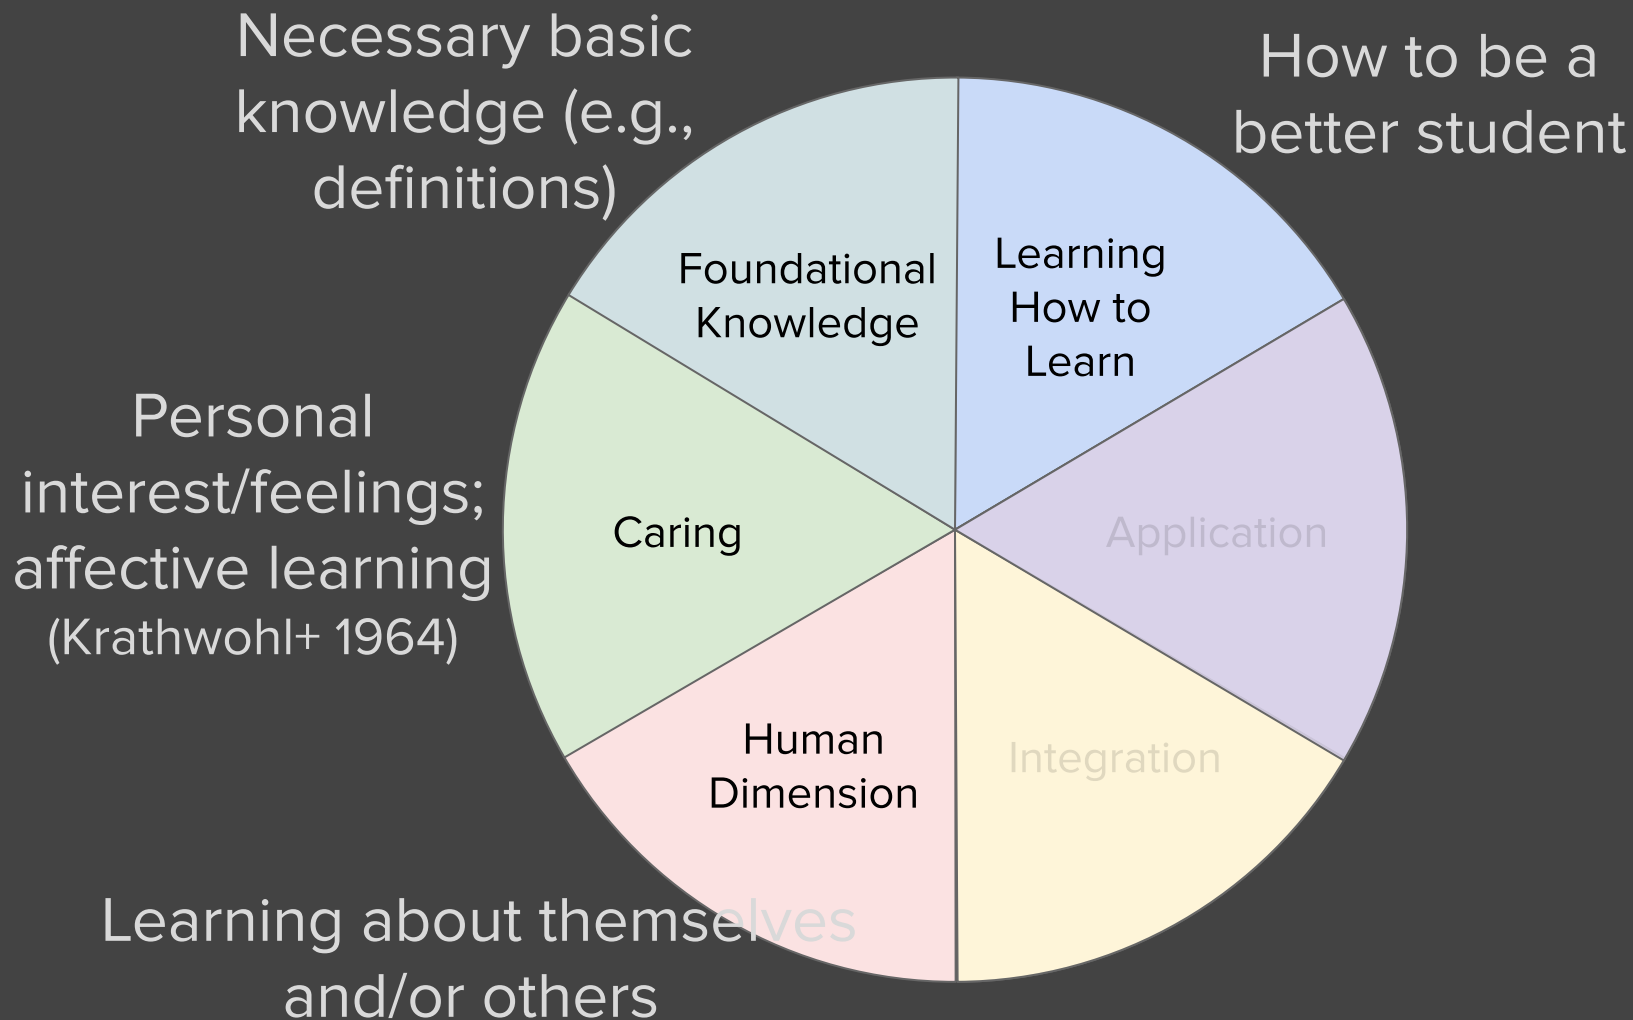 Necessary basic
knowledge (e.g.,
definitions)
How to be a
better student
Foundational
Knowledge
Learning
How to
Learn
Personal
interest/feelings;
affective learning
(Krathwohl+ 1964)
Caring
Application
Human
Dimension
Integration
Learning about themselves
and/or others